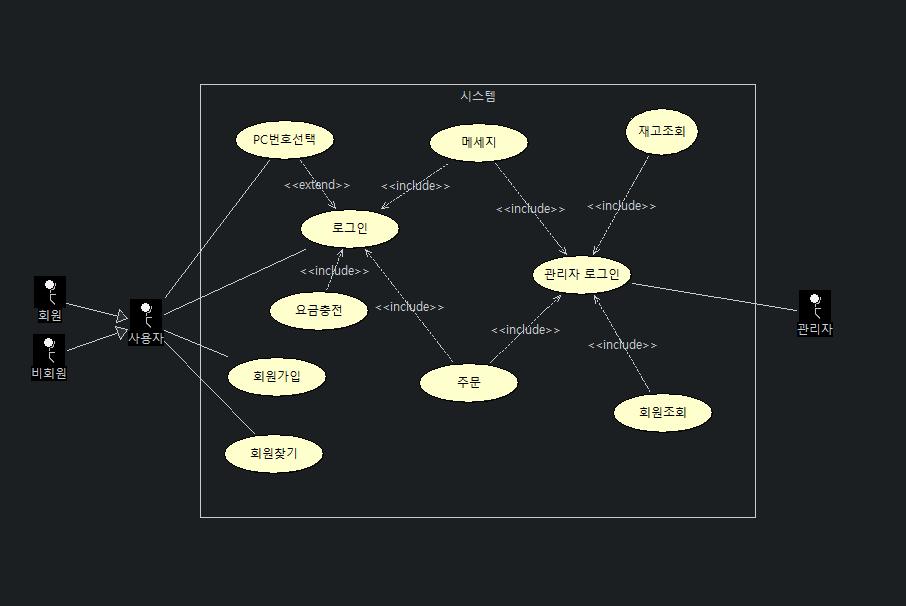 시스템
PC번호선택
메세지
재고조회
<<extend>>
<<include>>
<<include>>
<<include>>
로그인
관리자 로그인
<<include>>
회원
요금충전
<<include>>
사용자
관리자
<<include>>
<<include>>
비회원
회원가입
주문
회원조회
회원찾기